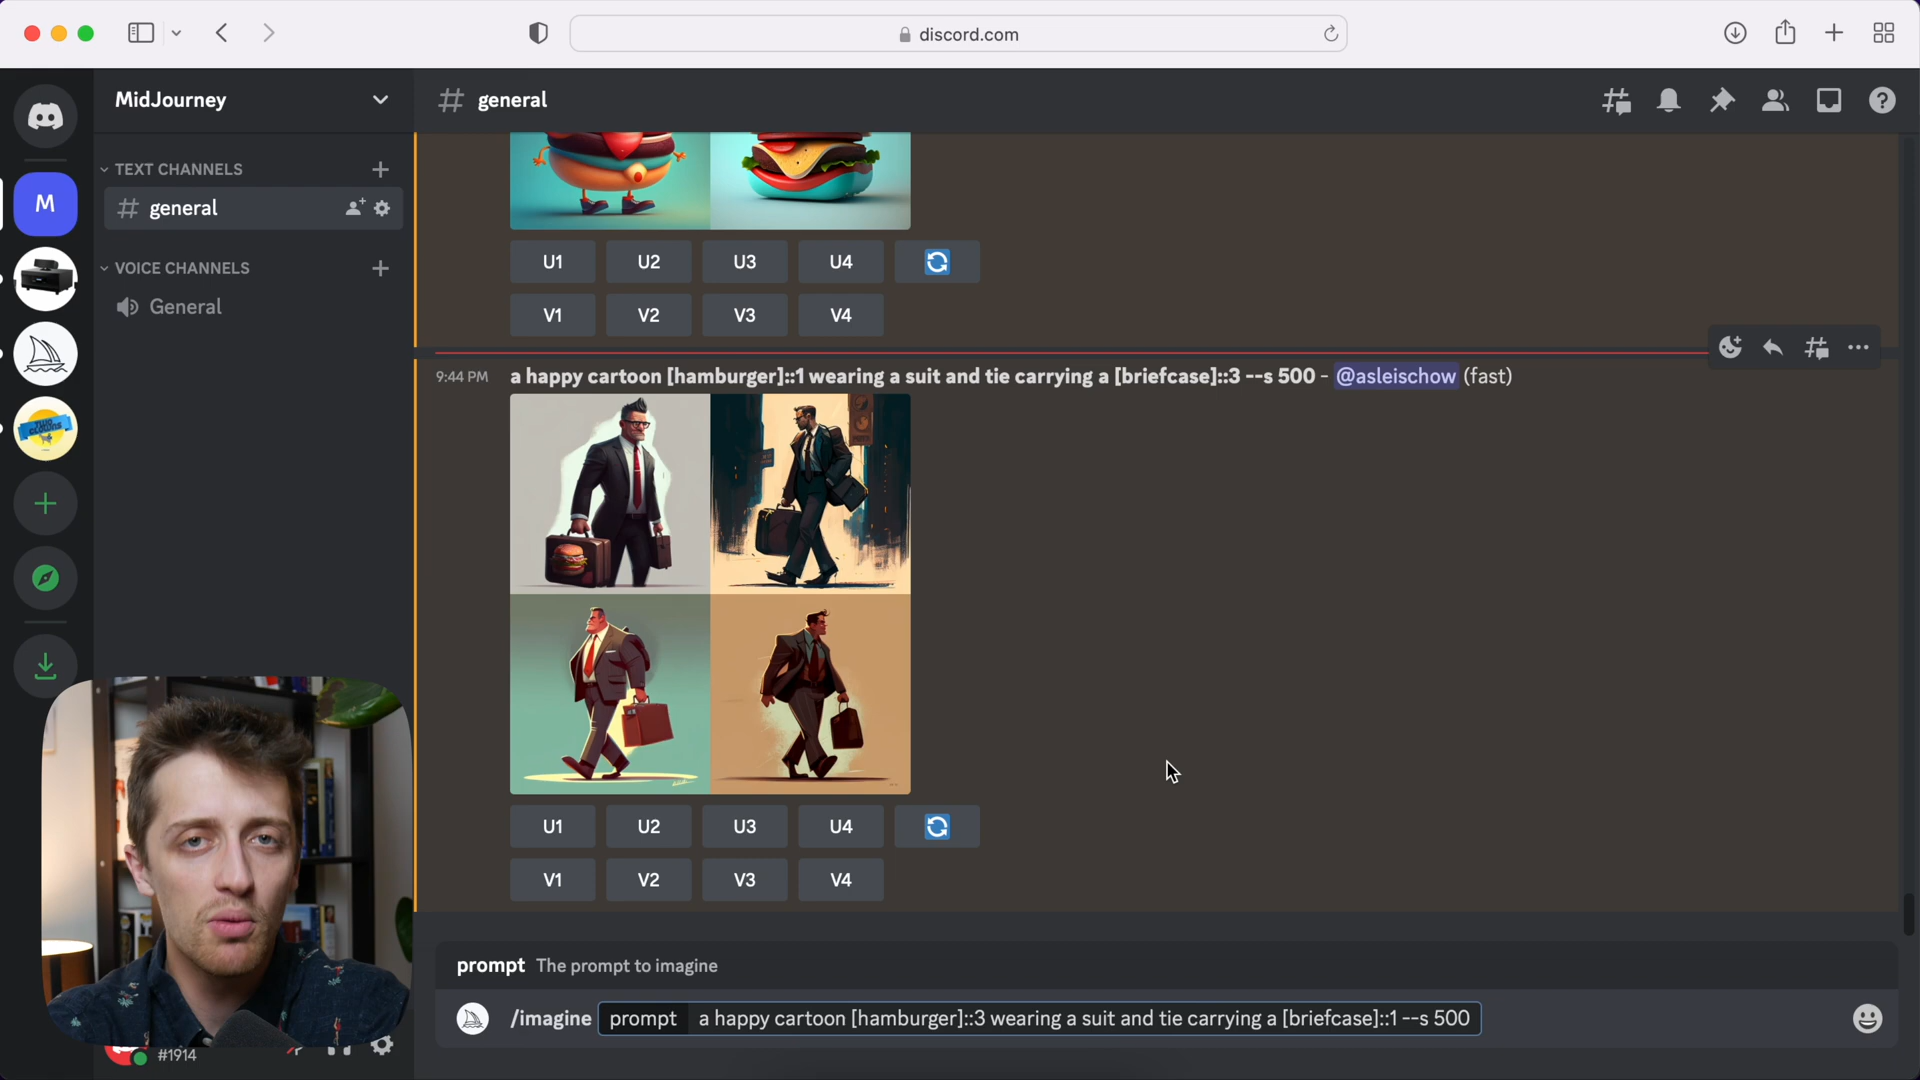 discord.com
MidJourney
general
TEXT CHANNELS
M
general
VOICE CHANNELS
General
U1 U2 U3 U4
V1 V2 V3 V4
9:44 PM a happy cartoon [hamburger]::1 wearing a suit and tie carrying a [briefcase]::3 --s 500 - @asleischow (fast)
TWO CLOWNS
U1 U2 U3 U4
V1 V2 V3 V4
prompt The prompt to imagine
/imagine prompt a happy cartoon [hamburger]::3 wearing a suit and tie carrying a [briefcase]::1 --s 500
#1914